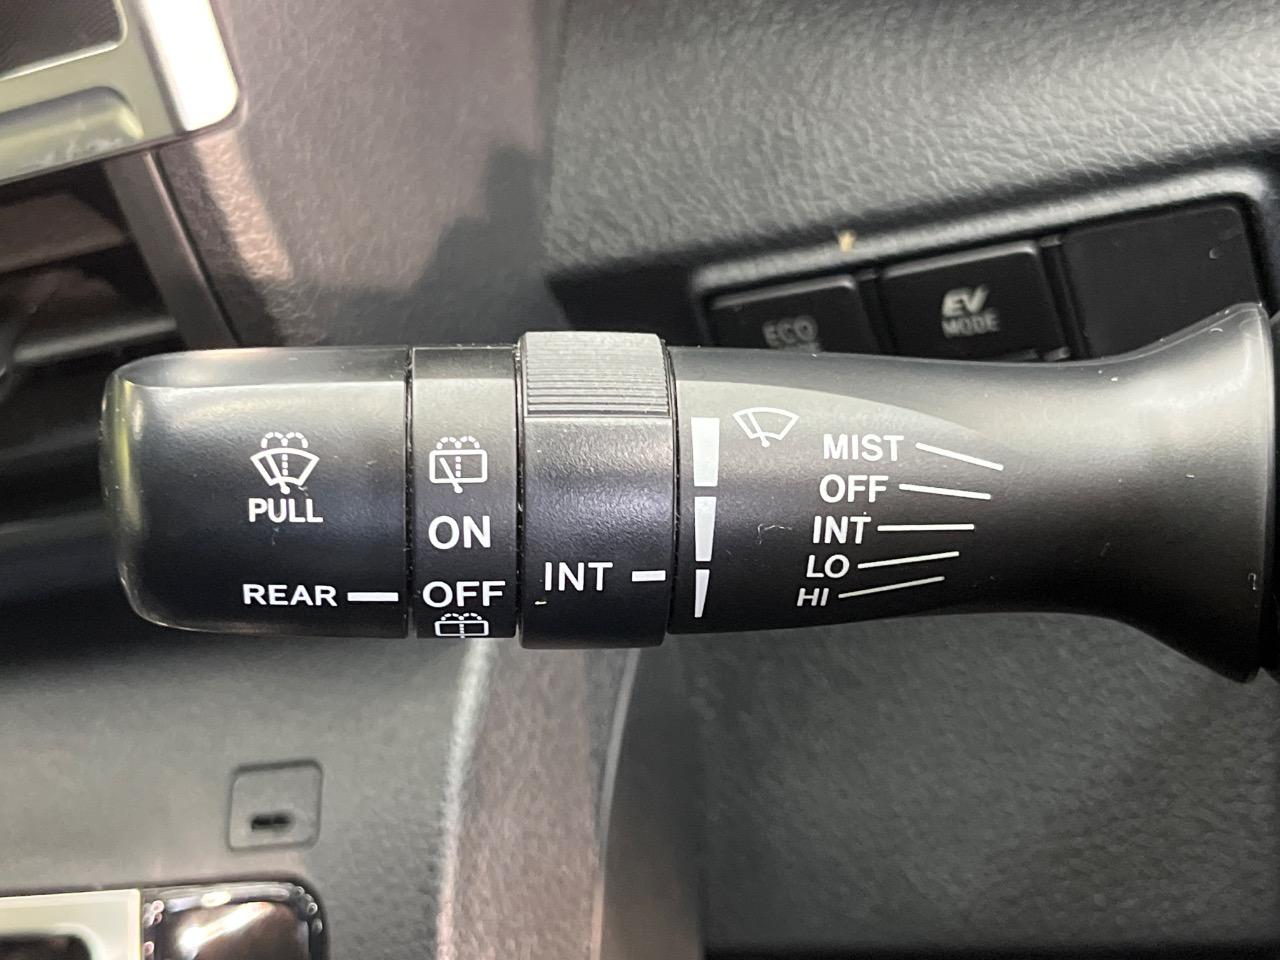 ECO
EV
MODE
PULL
REAR
ON
OFF
INT
MIST
OFF
INT
LO
HI